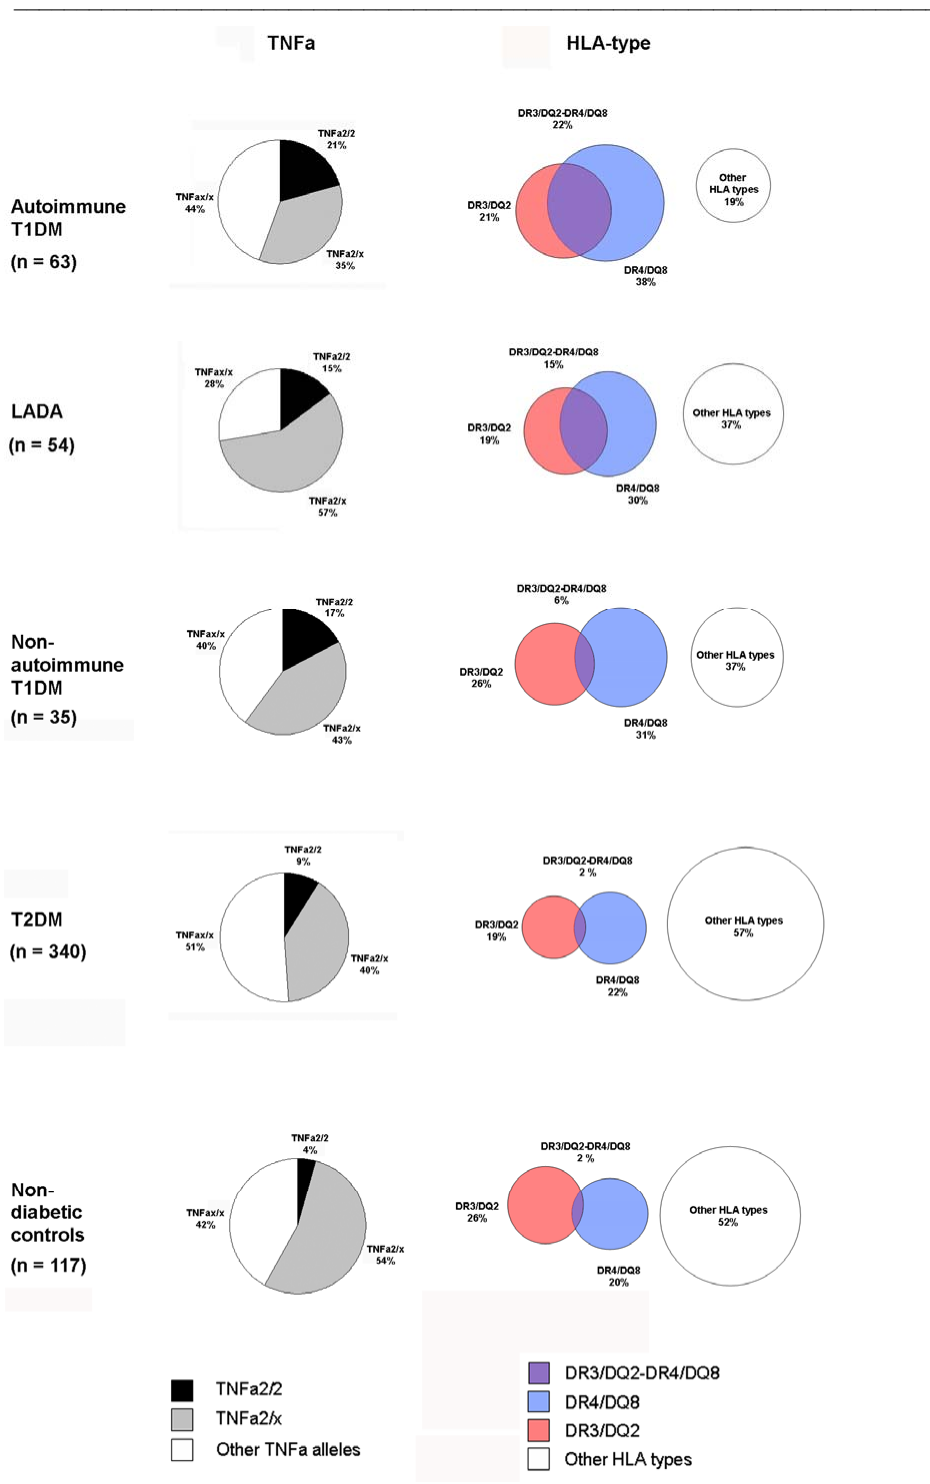 TNFa
HLA-type
Autoimmune
T1DM
(n = 63)
TNFa2/2
21%
TNFax/x
44%
TNFa2/x
35%
DR3/DQ2-DR4/DQ8
22%
DR3/DQ2
21%
DR4/DQ8
38%
Other
HLA types
19%
LADA
(n = 54)
TNFa2/2
15%
TNFax/x
28%
TNFa2/x
57%
DR3/DQ2-DR4/DQ8
15%
DR3/DQ2
19%
DR4/DQ8
30%
Other HLA types
37%
Non-
autoimmune
T1DM
(n = 35)
TNFa2/2
17%
TNFax/x
40%
TNFa2/x
43%
DR3/DQ2-DR4/DQ8
6%
DR3/DQ2
26%
DR4/DQ8
31%
Other HLA types
37%
T2DM
(n = 340)
TNFa2/2
9%
TNFax/x
51%
TNFa2/x
40%
DR3/DQ2-DR4/DQ8
2 %
DR3/DQ2
19%
DR4/DQ8
22%
Other HLA types
57%
Non-
diabetic
controls
(n = 117)
TNFa2/2
4%
TNFax/x
42%
TNFa2/x
54%
DR3/DQ2-DR4/DQ8
2 %
DR3/DQ2
26%
DR4/DQ8
20%
Other HLA types
52%
TNFa2/2
TNFa2/x
Other TNFa alleles
DR3/DQ2-DR4/DQ8
DR4/DQ8
DR3/DQ2
Other HLA types